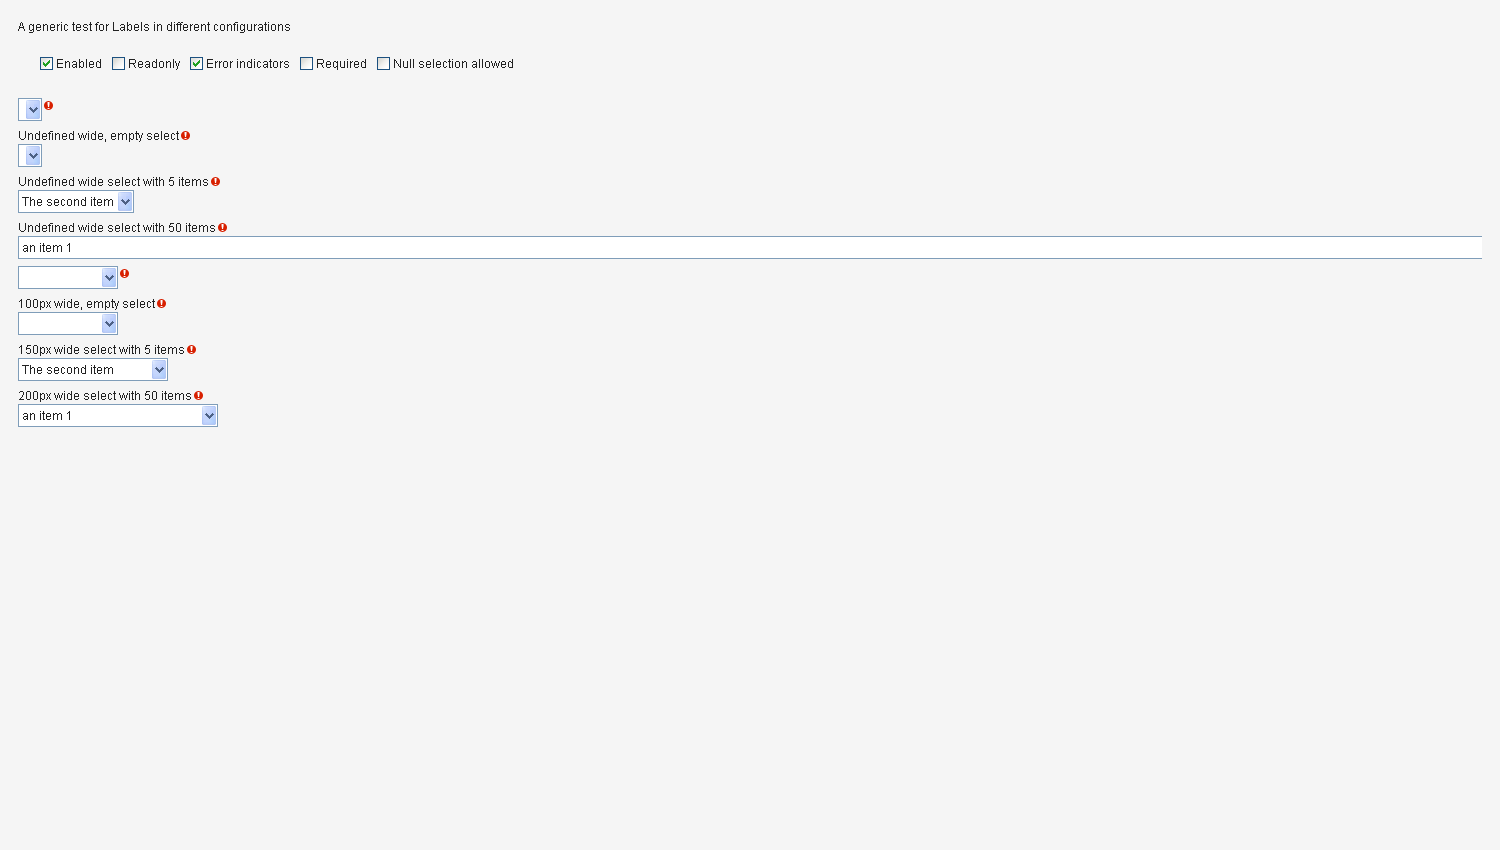 A generic test for Labels in different configurations
Enabled Readonly Error indicators Required Null selection allowed
Undefined wide, empty select
Undefined wide select with 5 items
The second item
Undefined wide select with 50 items
an item 1
100px wide, empty select
150px wide select with 5 items
The second item
200px wide select with 50 items
an item 1